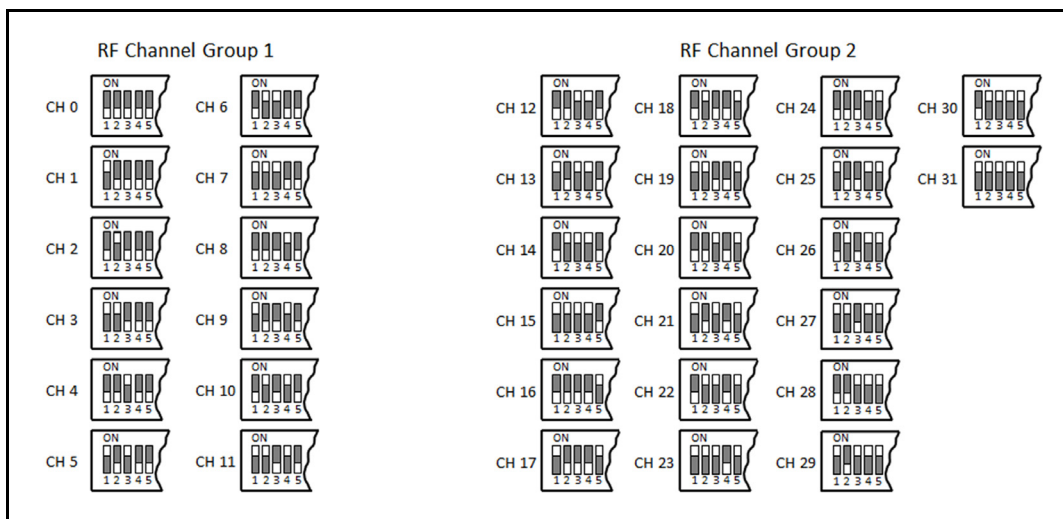 RF Channel Group 1
RF Channel Group 2
CH 0
ON
1 2 3 4 5
CH 6
ON
1 2 3 4 5
CH 12
ON
1 2 3 4 5
CH 18
ON
1 2 3 4 5
CH 24
ON
1 2 3 4 5
CH 30
ON
1 2 3 4 5
CH 1
ON
1 2 3 4 5
CH 7
ON
1 2 3 4 5
CH 13
ON
1 2 3 4 5
CH 19
ON
1 2 3 4 5
CH 25
ON
1 2 3 4 5
CH 31
ON
1 2 3 4 5
CH 2
ON
1 2 3 4 5
CH 8
ON
1 2 3 4 5
CH 14
ON
1 2 3 4 5
CH 20
ON
1 2 3 4 5
CH 26
ON
1 2 3 4 5
CH 3
ON
1 2 3 4 5
CH 9
ON
1 2 3 4 5
CH 15
ON
1 2 3 4 5
CH 21
ON
1 2 3 4 5
CH 27
ON
1 2 3 4 5
CH 4
ON
1 2 3 4 5
CH 10
ON
1 2 3 4 5
CH 16
ON
1 2 3 4 5
CH 22
ON
1 2 3 4 5
CH 28
ON
1 2 3 4 5
CH 5
ON
1 2 3 4 5
CH 11
ON
1 2 3 4 5
CH 17
ON
1 2 3 4 5
CH 23
ON
1 2 3 4 5
CH 29
ON
1 2 3 4 5